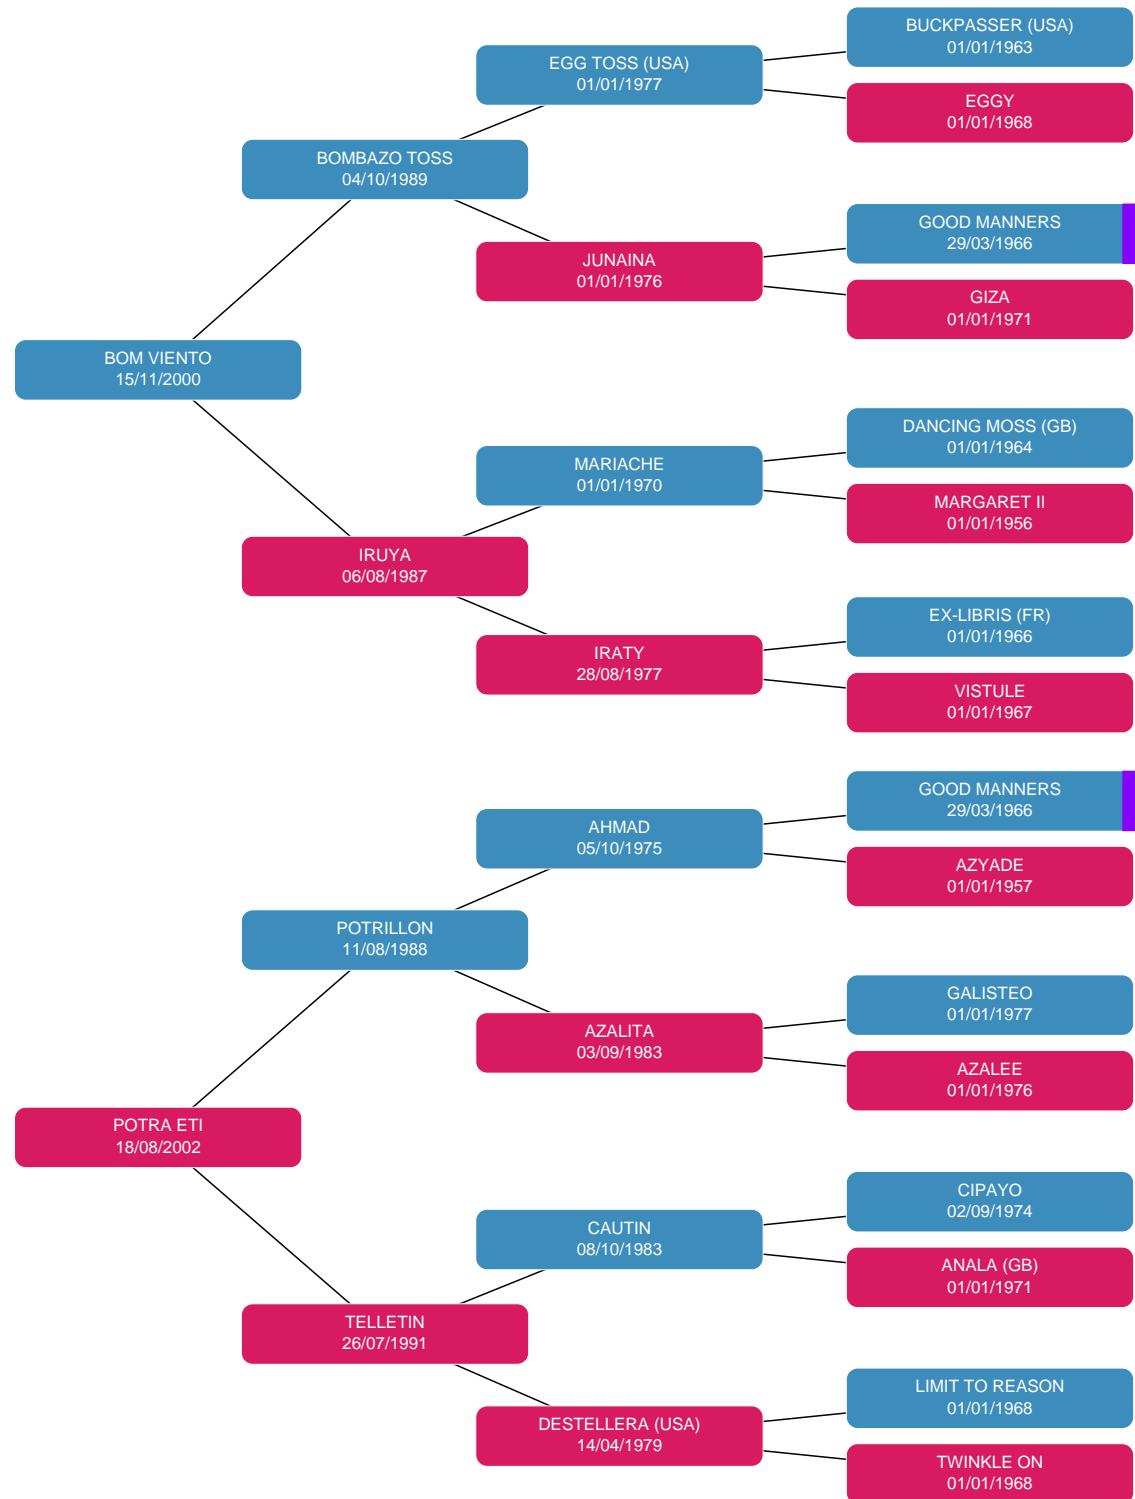 BUCKPASSER (USA)
01/01/1963
EGG TOSS (USA)
01/01/1977
EGGY
01/01/1968
BOMBAZO TOSS
04/10/1989
GOOD MANNERS
29/03/1966
JUNAINA
01/01/1976
GIZA
01/01/1971
BOM VIENTO
15/11/2000
DANCING MOSS (GB)
01/01/1964
MARIACHE
01/01/1970
MARGARET II
01/01/1956
IRUYA
06/08/1987
EX-LIBRIS (FR)
01/01/1966
IRATY
28/08/1977
VISTULE
01/01/1967
GOOD MANNERS
29/03/1966
AHMAD
05/10/1975
AZYADE
01/01/1957
POTRILLON
11/08/1988
GALISTEO
01/01/1977
AZALITA
03/09/1983
AZALEE
01/01/1976
POTRA ETI
18/08/2002
CIPAYO
02/09/1974
CAUTIN
08/10/1983
ANALA (GB)
01/01/1971
TELLETIN
26/07/1991
LIMIT TO REASON
01/01/1968
DESTELLERA (USA)
14/04/1979
TWINKLE ON
01/01/1968